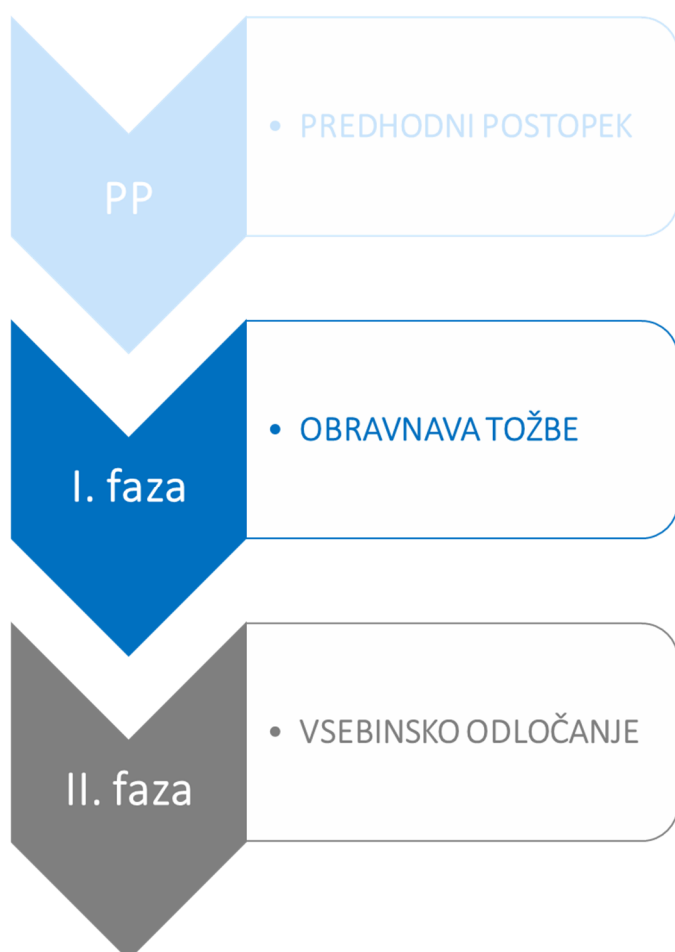 PP
• PREDHODNI POSTOPEK
I. faza
• OBRAVNAVA TOŽBE
II. faza
• VSEBINSKO ODLOČANJE